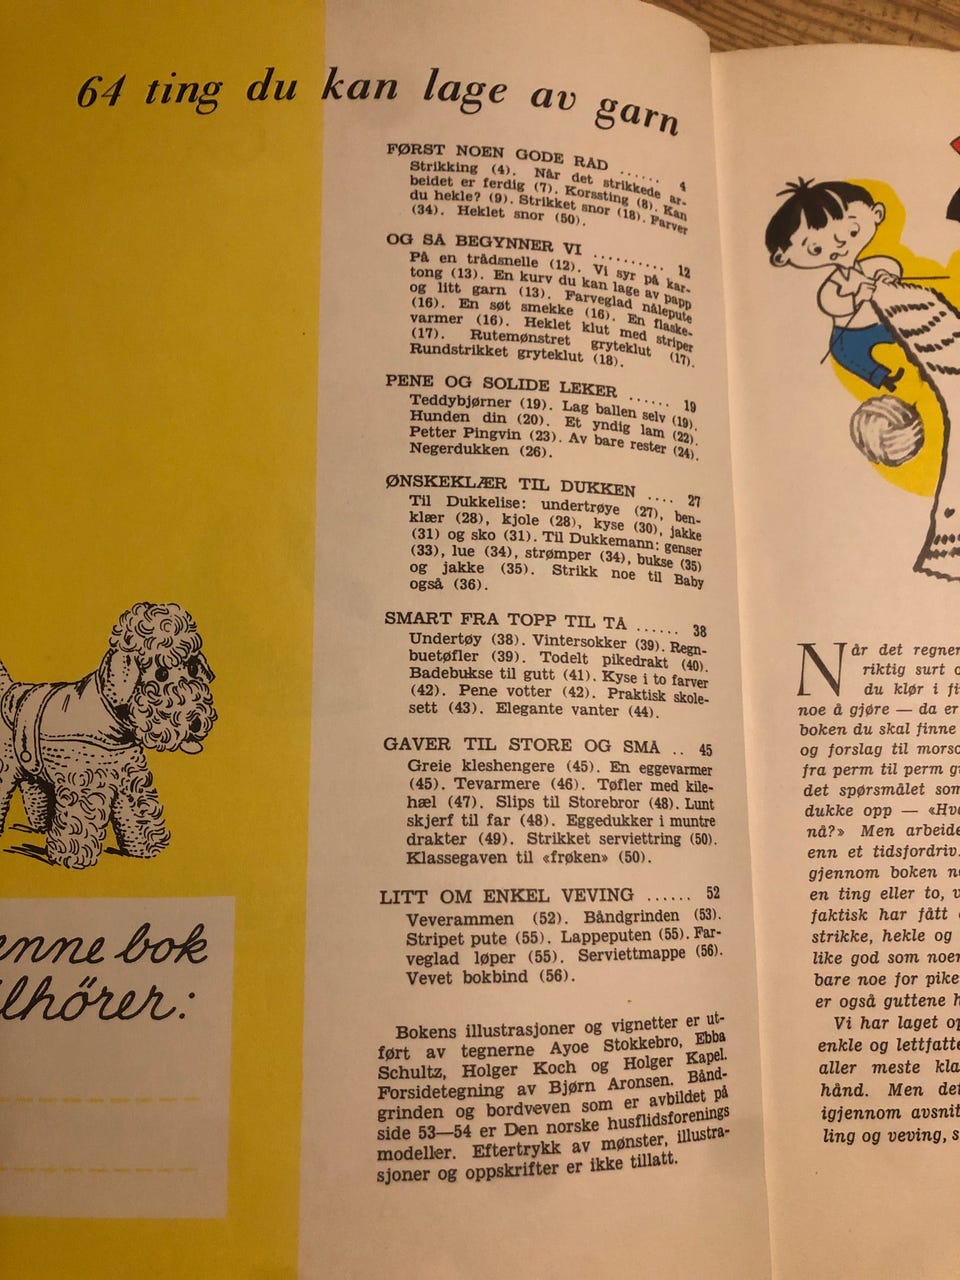 64 ting du kan lage av garn
FØRST NOEN GODE RAD ...... 4
Strikking (4). Når det strikkede ar-
beidet er ferdig (7). Korssting (8). Kan
du hekle? (9). Strikket snor (18). Farver
(34). Heklet snor (50).
OG SA BEGYNNER VI .......... 12
På en trådsnelle (12). Vi syr på kar-
tong (13). En kurv du kan lage av papp
og litt garn (13). Farveglad nålepute
(16). En søt smekke (16). En flaske-
varmer (16). Heklet klut med striper
(17). Rutemønstret gryteklut (17).
Rundstrikket gryteklut (18).
PENE OG SOLIDE LEKER ...... 19
Teddybjørner (19). Lag ballen selv (19).
Hunden din (20). Et yndig lam (22).
Petter Pingvin (23). Av bare rester (24).
Negerdukken (26).
ØNSKEKLÆR TIL DUKKEN .... 27
Til Dukkelise: undertrøye (27), ben-
klær (28), kjole (28), kyse (30), jakke
(31) og sko (31). Til Dukkemann: genser
(33), lue (34), strømper (34), bukse (35)
og jakke (35). Strikk noe til Baby
også (36).
SMART FRA TOPP TIL TA ...... 38
Undertøy (38). Vintersokker (39). Regn-
buetøfler (39). Todelt pikedrakt (40).
Badebukse til gutt (41). Kyse i to farver
(42). Pene votter (42). Praktisk skole-
sett (43). Elegante vanter (44).
GAVER TIL STORE OG SMA .. 45
Greie kleshengere (45). En eggevarmer
(45). Tevarmere (46). Tøfler med kile-
hæl (47). Slips til Storebror (48). Lunt
skjerf til far (48). Eggedukker i muntre
drakter (49). Strikket serviettring (50).
Klassegaven til «frøken» (50).
LITT OM ENKEL VEVING ...... 52
Veverammen (52). Båndgrinden (53).
Stripet pute (55). Lappeputen (55). Far-
veglad løper (55). Serviettmappe (56).
Vevet bokbind (56).
Bokens illustrasjoner og vignetter er ut-
ført av tegnerne Ayoe Stokkebro, Ebba
Schultz, Holger Koch og Holger Kapel.
Forsidetegning av Bjørn Aronsen. Bånd-
grinden og bordveven som er avbildet på
side 53—54 er Den norske husflidsforenings
modeller. Eftertrykk av mønster, illustra-
sjoner og oppskrifter er ikke tillatt.
enne bok
ilhörer:
Når det regner
riktig surt
du klør i
noe å gjøre — da er
boken du skal finne
og forslag til
fra perm til perm
det spørsmålet som
dukke opp —
nå?» Men
enn et tidsfordriv.
gjennom boken
en ting eller to,
faktisk har fått
strikke, hekle og
like god som
bare noe for
er også guttene
Vi har laget
enkle og
aller meste
hånd. Men
igjennom
ling og veving,